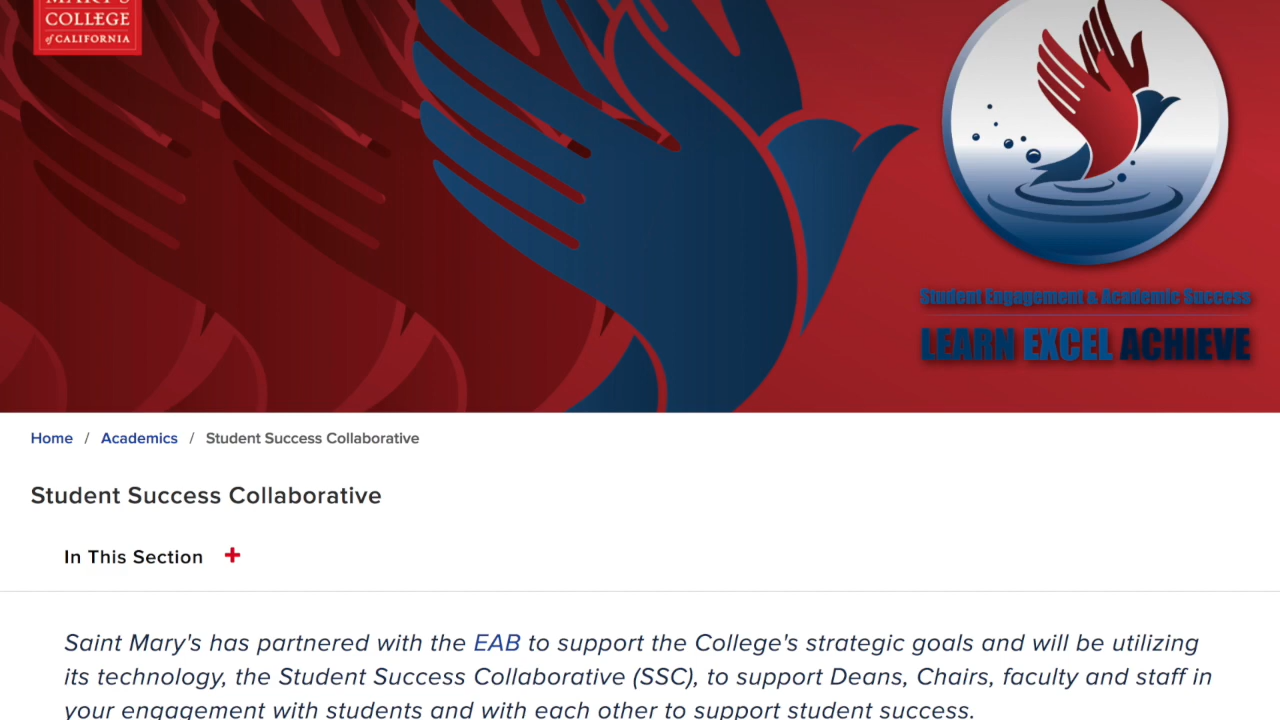 MARY'S
COLLEGE
of CALIFORNIA
Student Engagement & Academic Success
LEARN EXCEL ACHIEVE
Home / Academics / Student Success Collaborative
Student Success Collaborative
In This Section +
Saint Mary's has partnered with the EAB to support the College's strategic goals and will be utilizing
its technology, the Student Success Collaborative (SSC), to support Deans, Chairs, faculty and staff in
your engagement with students and with each other to support student success.